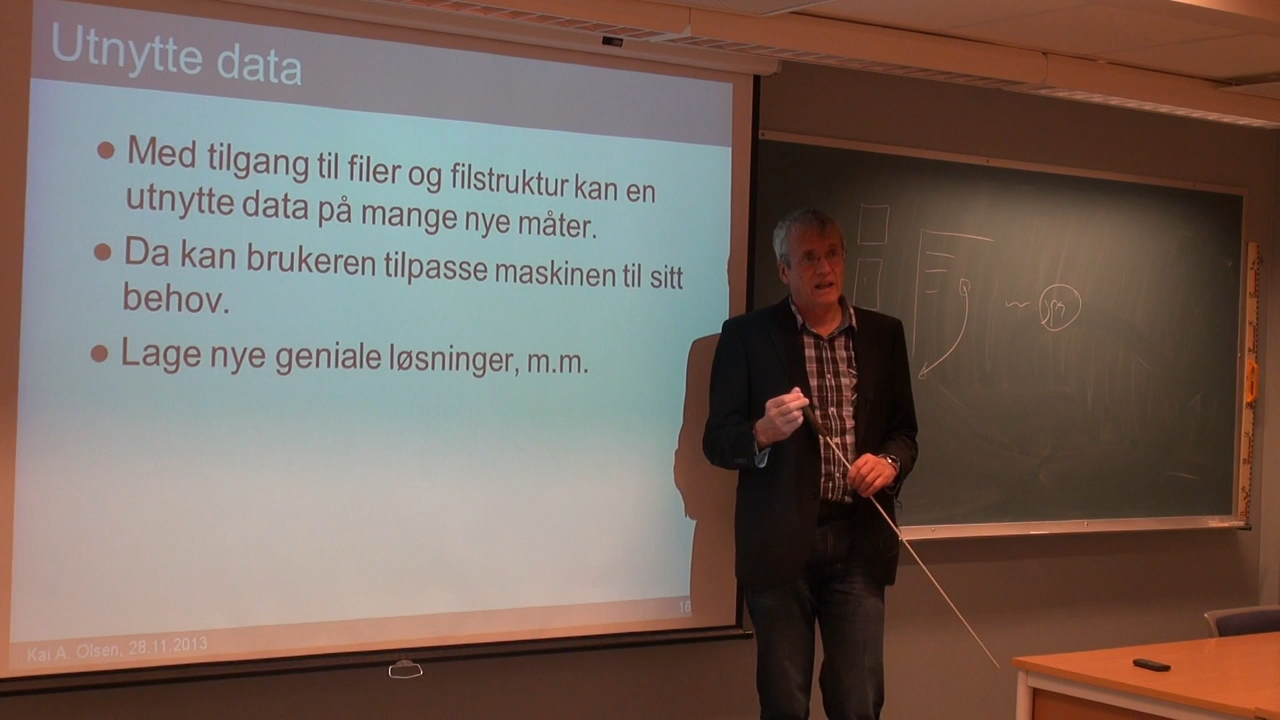 Utnytte data
● Med tilgang til filer og filstruktur kan en
utnytte data på mange nye måter.
● Da kan brukeren tilpasse maskinen til sitt
behov.
● Lage nye geniale løsninger, m.m.
16
Kai A. Olsen, 28.11.2013